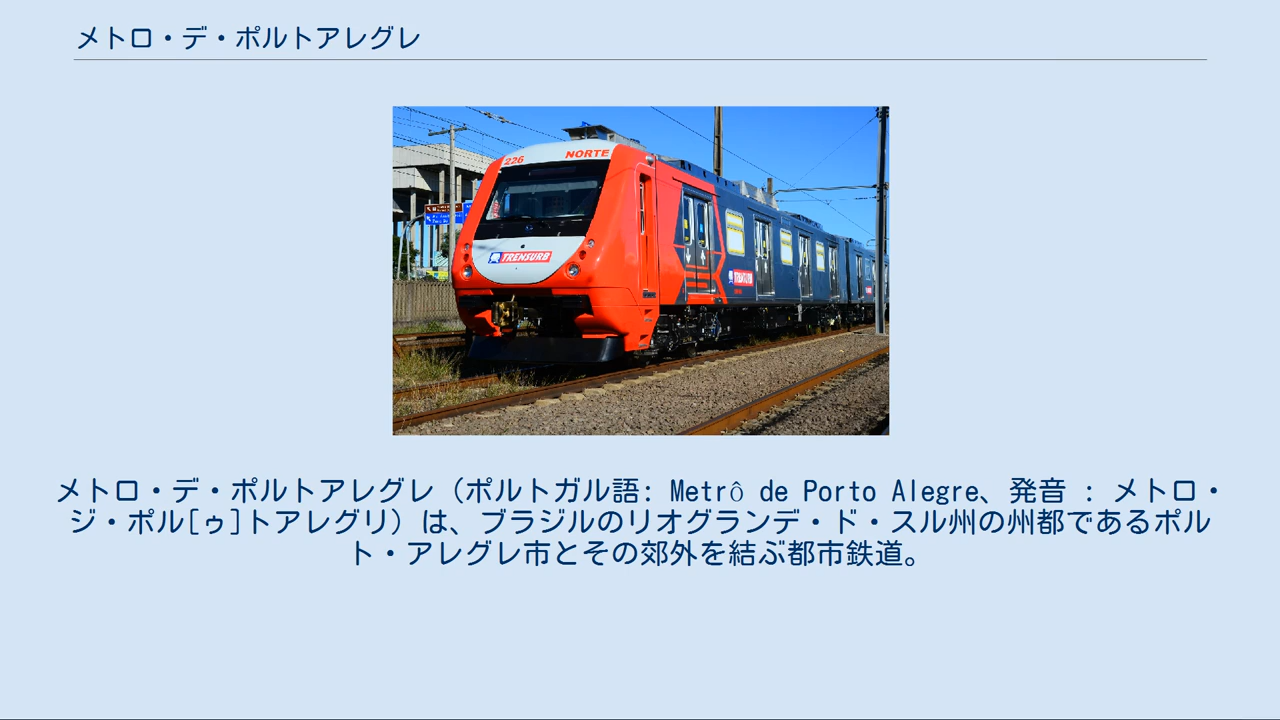 メトロ・デ・ポルトアレグレ
226 NORTE
TRENSURB
TRENSURB
メトロ・デ・ポルトアレグレ（ポルトガル語: Metrô de Porto Alegre、発音 : メトロ・
ジ・ポル[ゥ]トアレグリ）は、ブラジルのリオグランデ・ド・スル州の州都であるポル
ト・アレグレ市とその郊外を結ぶ都市鉄道。